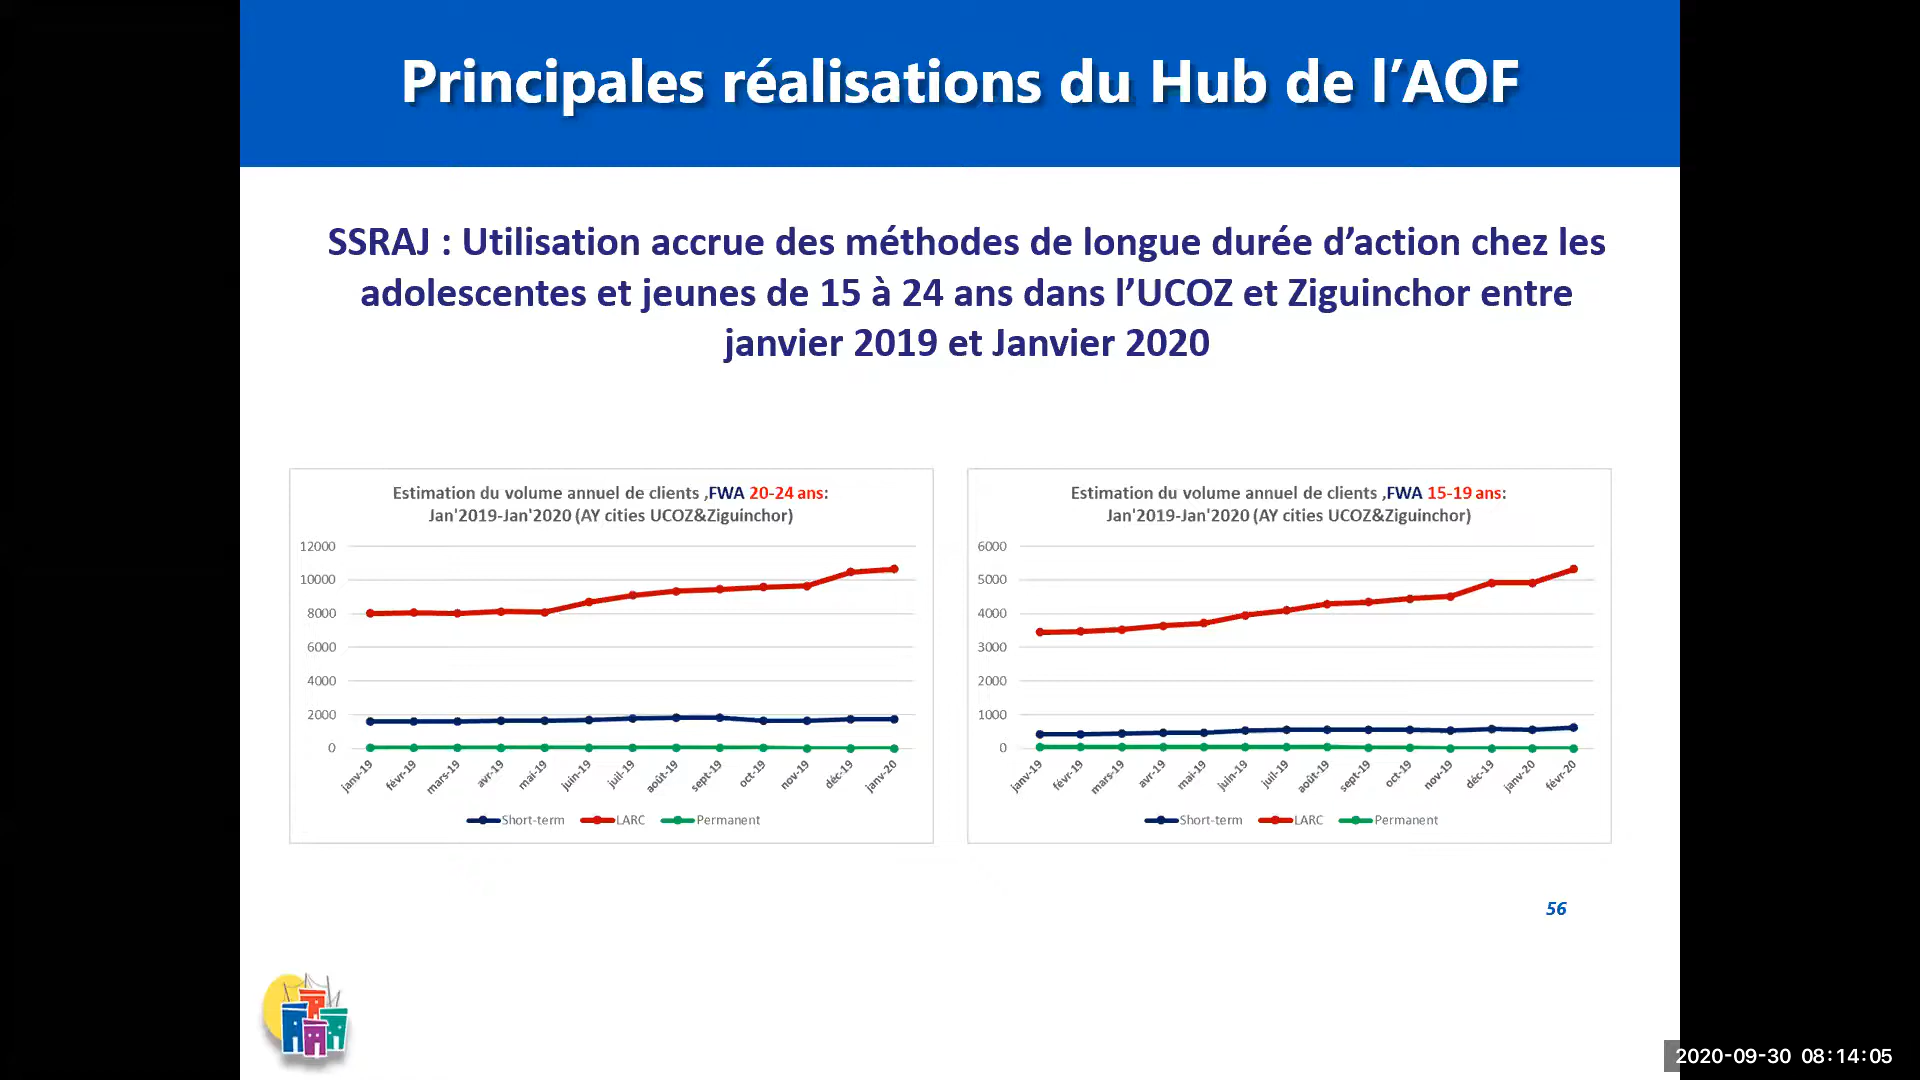 Principales réalisations du Hub de l’AOF
SSRAJ : Utilisation accrue des méthodes de longue durée d’action chez les
adolescentes et jeunes de 15 à 24 ans dans l’UCOZ et Ziguinchor entre
janvier 2019 et Janvier 2020
Estimation du volume annuel de clients ,FWA 20-24 ans:
Jan'2019-Jan'2020 (AY cities UCOZ&Ziguinchor)
12000
10000
8000
6000
4000
2000
0
janv-19 févr-19 mars-19 avr-19 mai-19 juin-19 juil-19 août-19 sept-19 oct-19 nov-19 déc-19 janv-20
Short-term LARC Permanent
Estimation du volume annuel de clients ,FWA 15-19 ans:
Jan'2019-Jan'2020 (AY cities UCOZ&Ziguinchor)
6000
5000
4000
3000
2000
1000
0
janv-19 févr-19 mars-19 avr-19 mai-19 juin-19 juil-19 août-19 sept-19 oct-19 nov-19 déc-19 janv-20 févr-20
Short-term LARC Permanent
56
2020-09-30 08:14:05